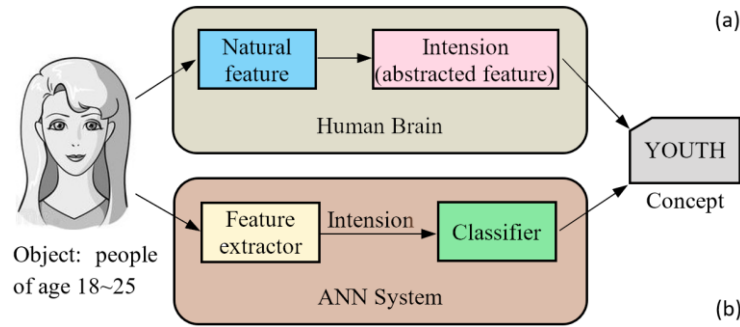 (a)
Natural
feature
Intension
(abstracted feature)
Human Brain
YOUTH
Concept
Feature
extractor
Intension
Classifier
ANN System
Object: people
of age 18~25
(b)